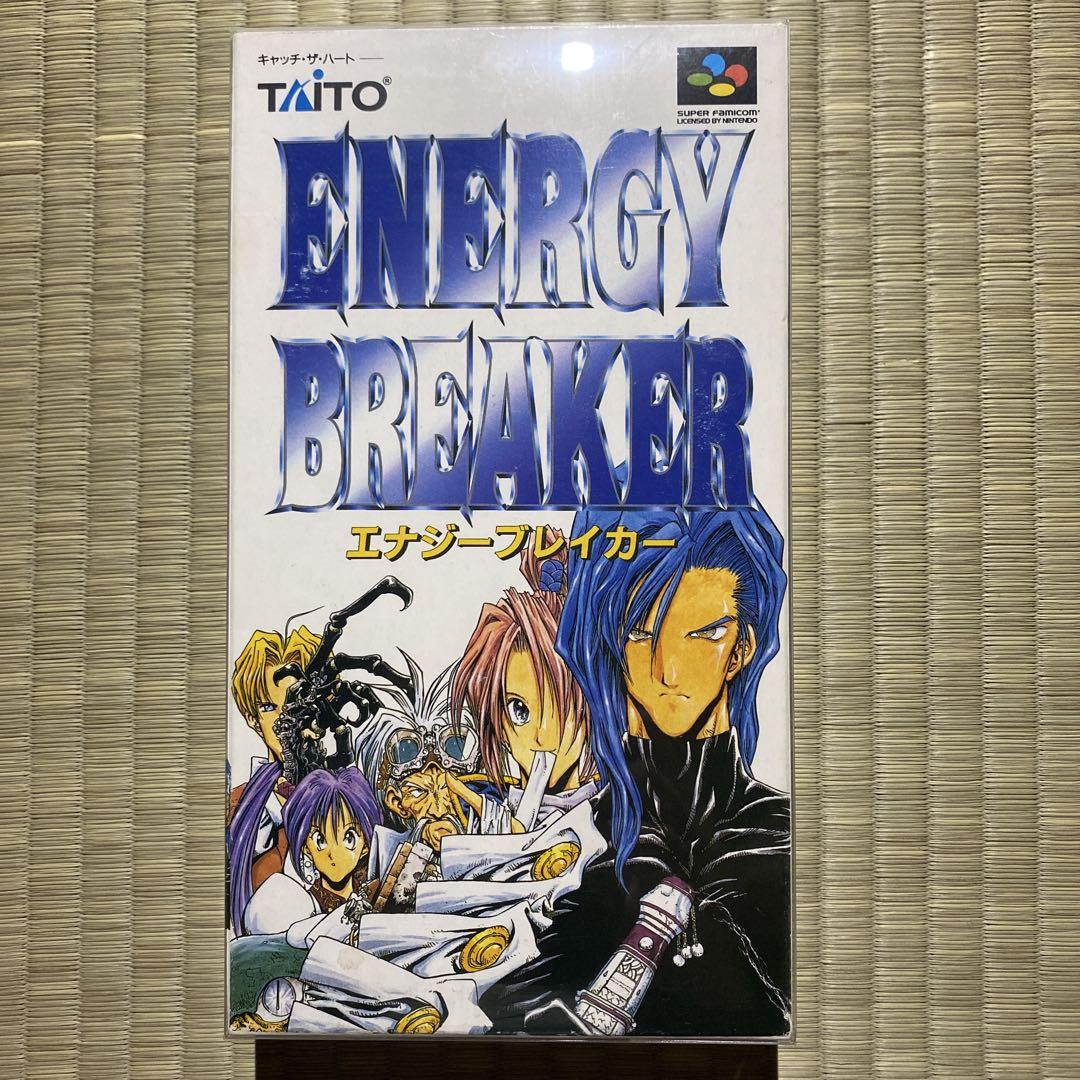 キャッチ・ザ・ハート
TAITO®
SUPER FAMICOM
LICENSED BY NINTENDO
ENERGY
BREAKER
エナジーブレイカー